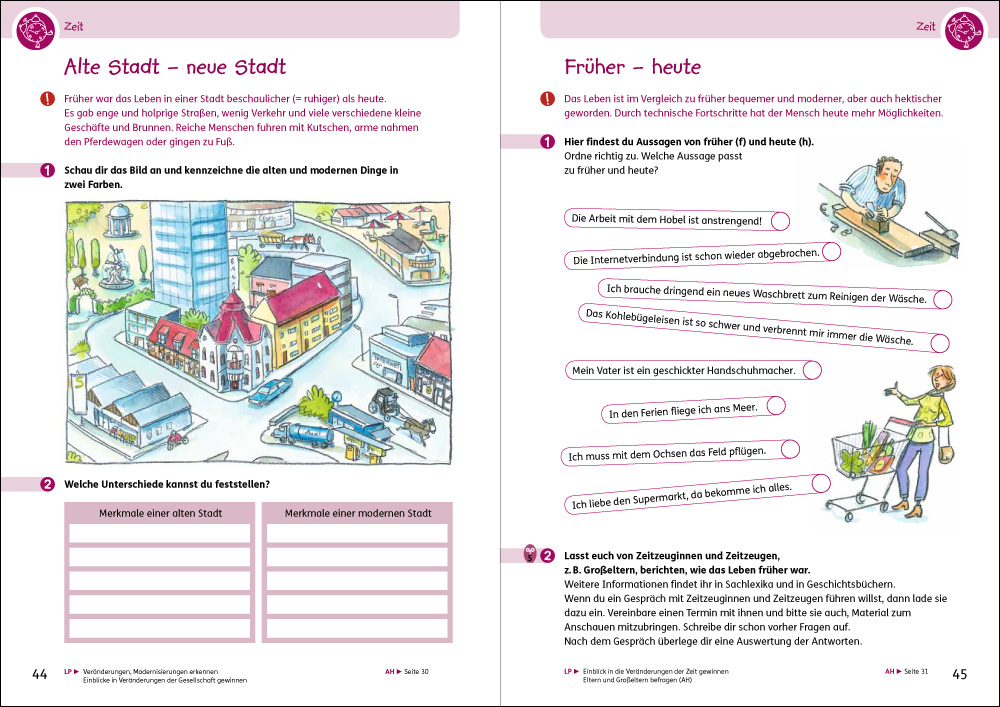 Zeit
Alte Stadt – neue Stadt
! Früher war das Leben in einer Stadt beschaulicher (= ruhiger) als heute.
Es gab enge und holprige Straßen, wenig Verkehr und viele verschiedene kleine
Geschäfte und Brunnen. Reiche Menschen fuhren mit Kutschen, arme nahmen
den Pferdewagen oder gingen zu Fuß.
1 Schau dir das Bild an und kennzeichne die alten und modernen Dinge in
zwei Farben.
2 Welche Unterschiede kannst du feststellen?
Merkmale einer alten Stadt
Merkmale einer modernen Stadt
44
LP ► Veränderungen, Modernisierungen erkennen
Einblicke in Veränderungen der Gesellschaft gewinnen
AH ► Seite 30
Zeit
Früher – heute
! Das Leben ist im Vergleich zu früher bequemer und moderner, aber auch hektischer
geworden. Durch technische Fortschritte hat der Mensch heute mehr Möglichkeiten.
1 Hier findest du Aussagen von früher (f) und heute (h).
Ordne richtig zu. Welche Aussage passt
zu früher und heute?
Die Arbeit mit dem Hobel ist anstrengend!
Die Internetverbindung ist schon wieder abgebrochen.
Ich brauche dringend ein neues Waschbrett zum Reinigen der Wäsche.
Das Kohlebügeleisen ist so schwer und verbrennt mir immer die Wäsche.
Mein Vater ist ein geschickter Handschuhmacher.
In den Ferien fliege ich ans Meer.
Ich muss mit dem Ochsen das Feld pflügen.
Ich liebe den Supermarkt, da bekomme ich alles.
2 Lasst euch von Zeitzeuginnen und Zeitzeugen,
z. B. Großeltern, berichten, wie das Leben früher war.
Weitere Informationen findet ihr in Sachlexika und in Geschichtsbüchern.
Wenn du ein Gespräch mit Zeitzeuginnen und Zeitzeugen führen willst, dann lade sie
dazu ein. Vereinbare einen Termin mit ihnen und bitte sie auch, Material zum
Anschauen mitzubringen. Schreibe dir schon vorher Fragen auf.
Nach dem Gespräch überlege dir eine Auswertung der Antworten.
LP ► Einblick in die Veränderungen der Zeit gewinnen
Eltern und Großeltern befragen (AH)
AH ► Seite 31
45